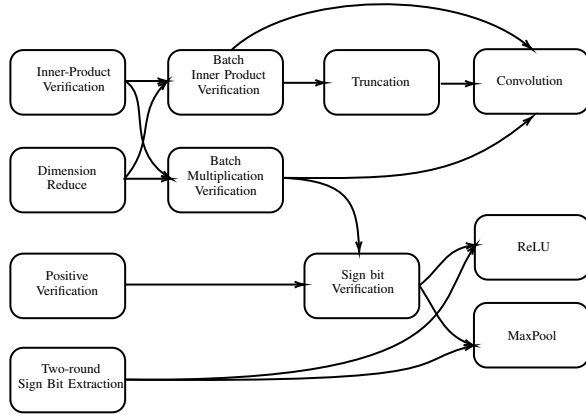 Inner-Product
Verification
Batch
Inner Product
Verification
Truncation
Convolution
Dimension
Reduce
Batch
Multiplication
Verification
Positive
Verification
Sign bit
Verification
ReLU
MaxPool
Two-round
Sign Bit Extraction